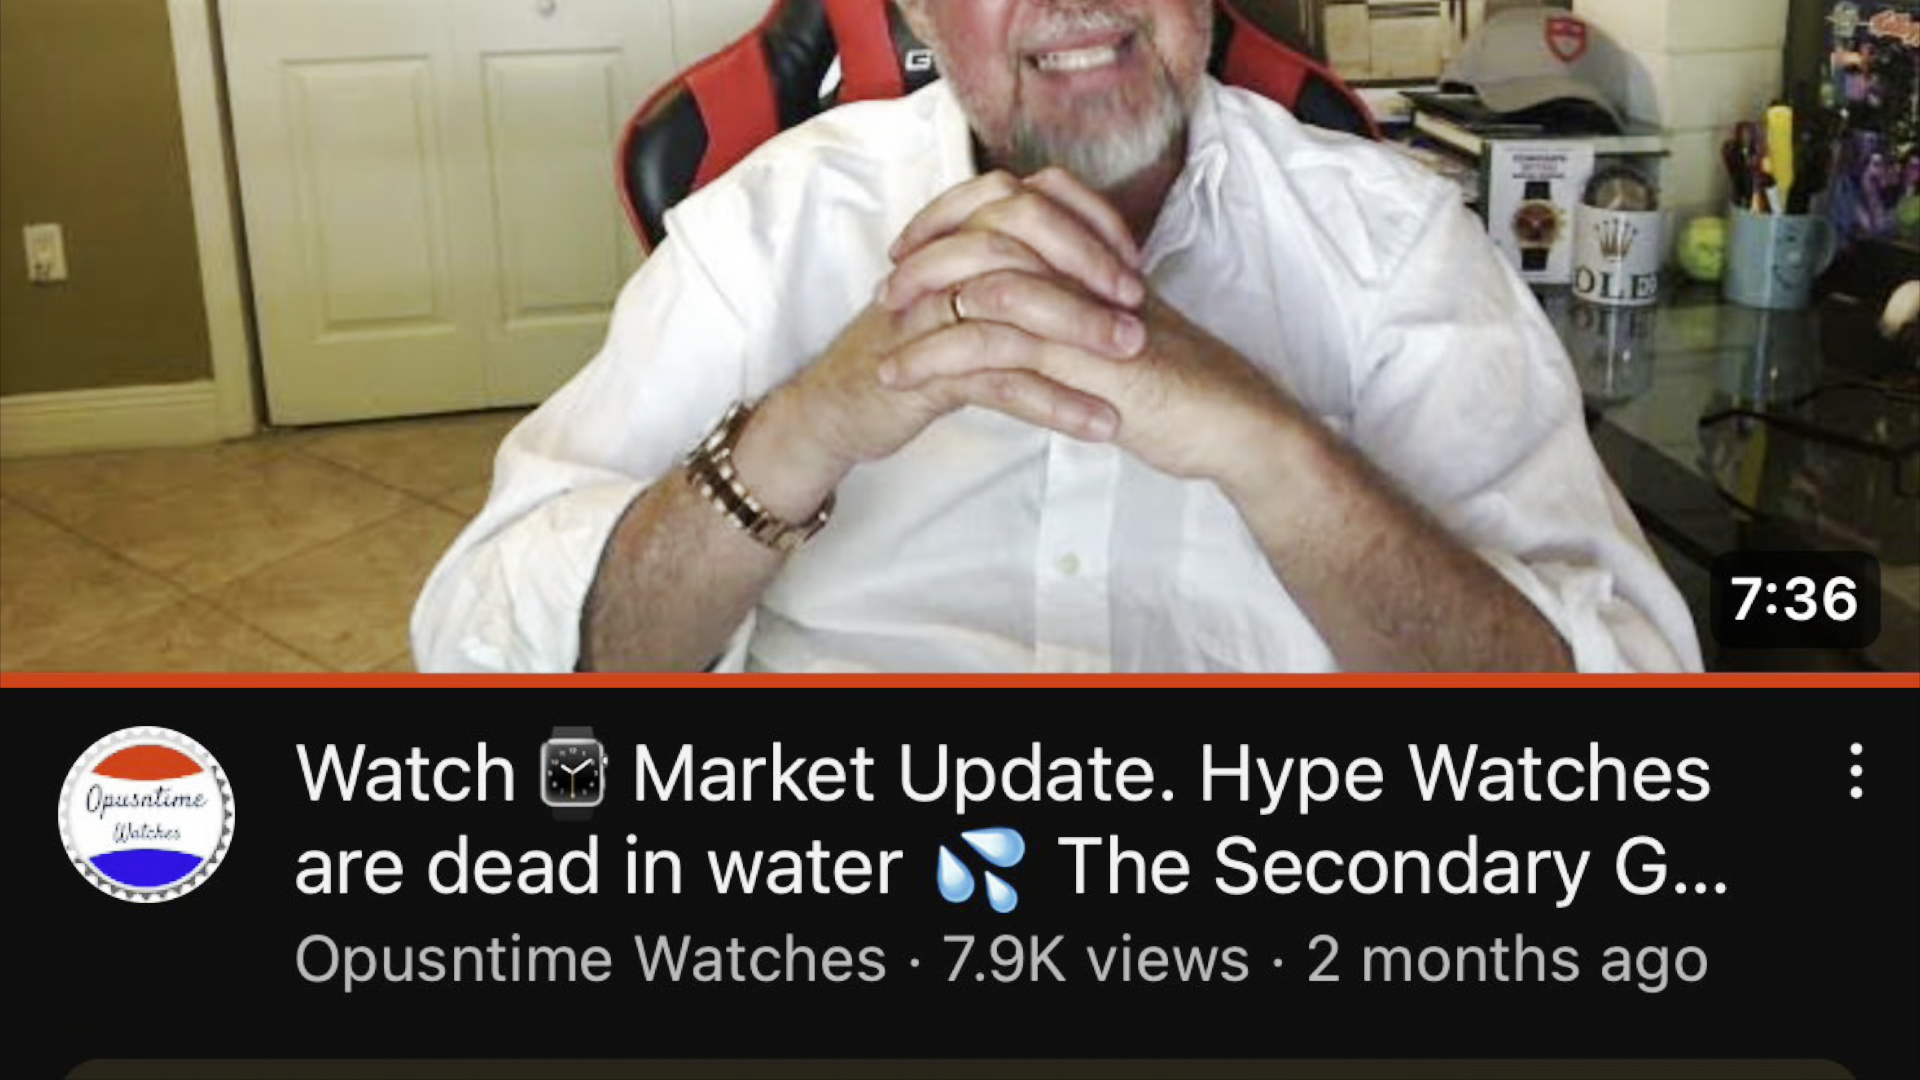 G
OLE
7:36
Opusntime
Watches
Watch ⌚ Market Update. Hype Watches
are dead in water 💦 The Secondary G...
Opusntime Watches · 7.9K views · 2 months ago